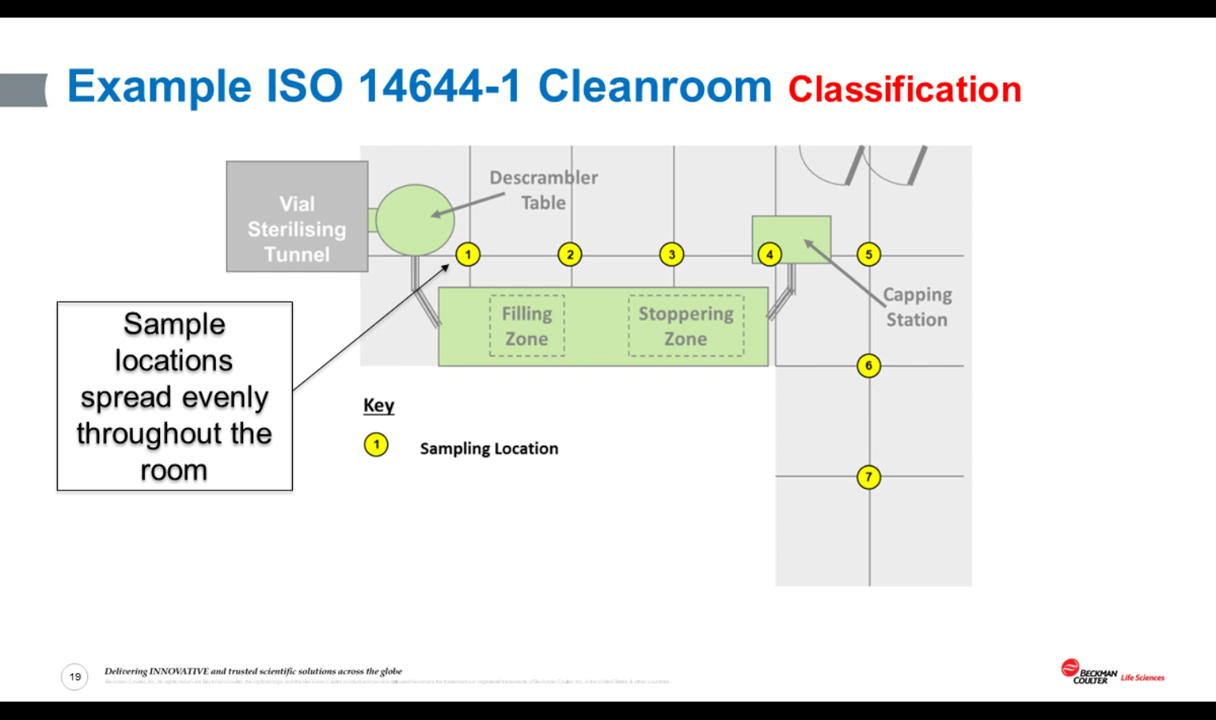 Example ISO 14644-1 Cleanroom Classification
Vial
Sterilising
Tunnel
Descrambler
Table
1
2
3
4
5
Capping
Station
Filling
Zone
Stoppering
Zone
6
7
Sample
locations
spread evenly
throughout the
room
Key
1
Sampling Location
19
Delivering INNOVATIVE and trusted scientific solutions across the globe
BECKMAN
COULTER
Life Sciences